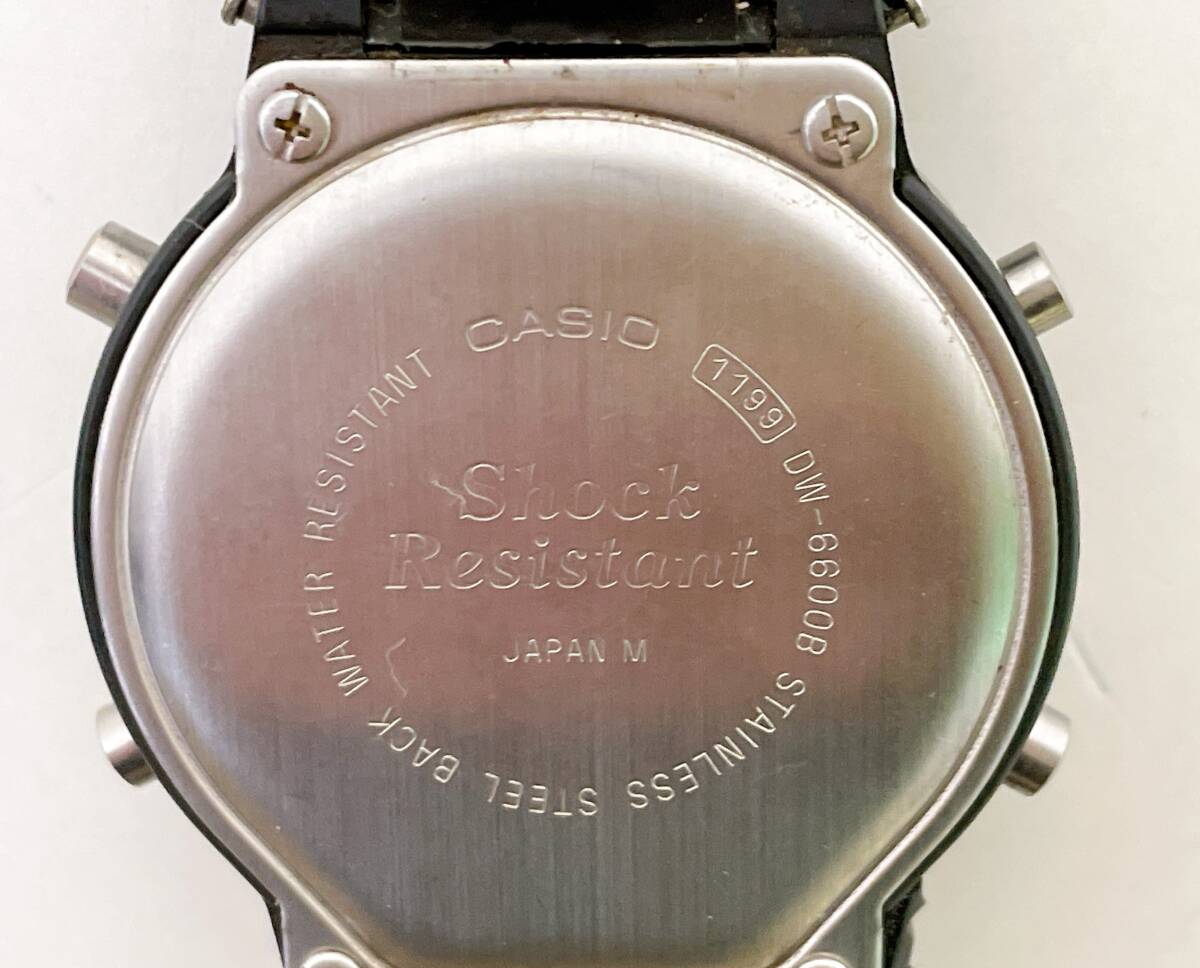 CASIO
1199 DW-6600B STAINLESS STEEL BACK WATER RESISTANT
Shock
Resistant
JAPAN M